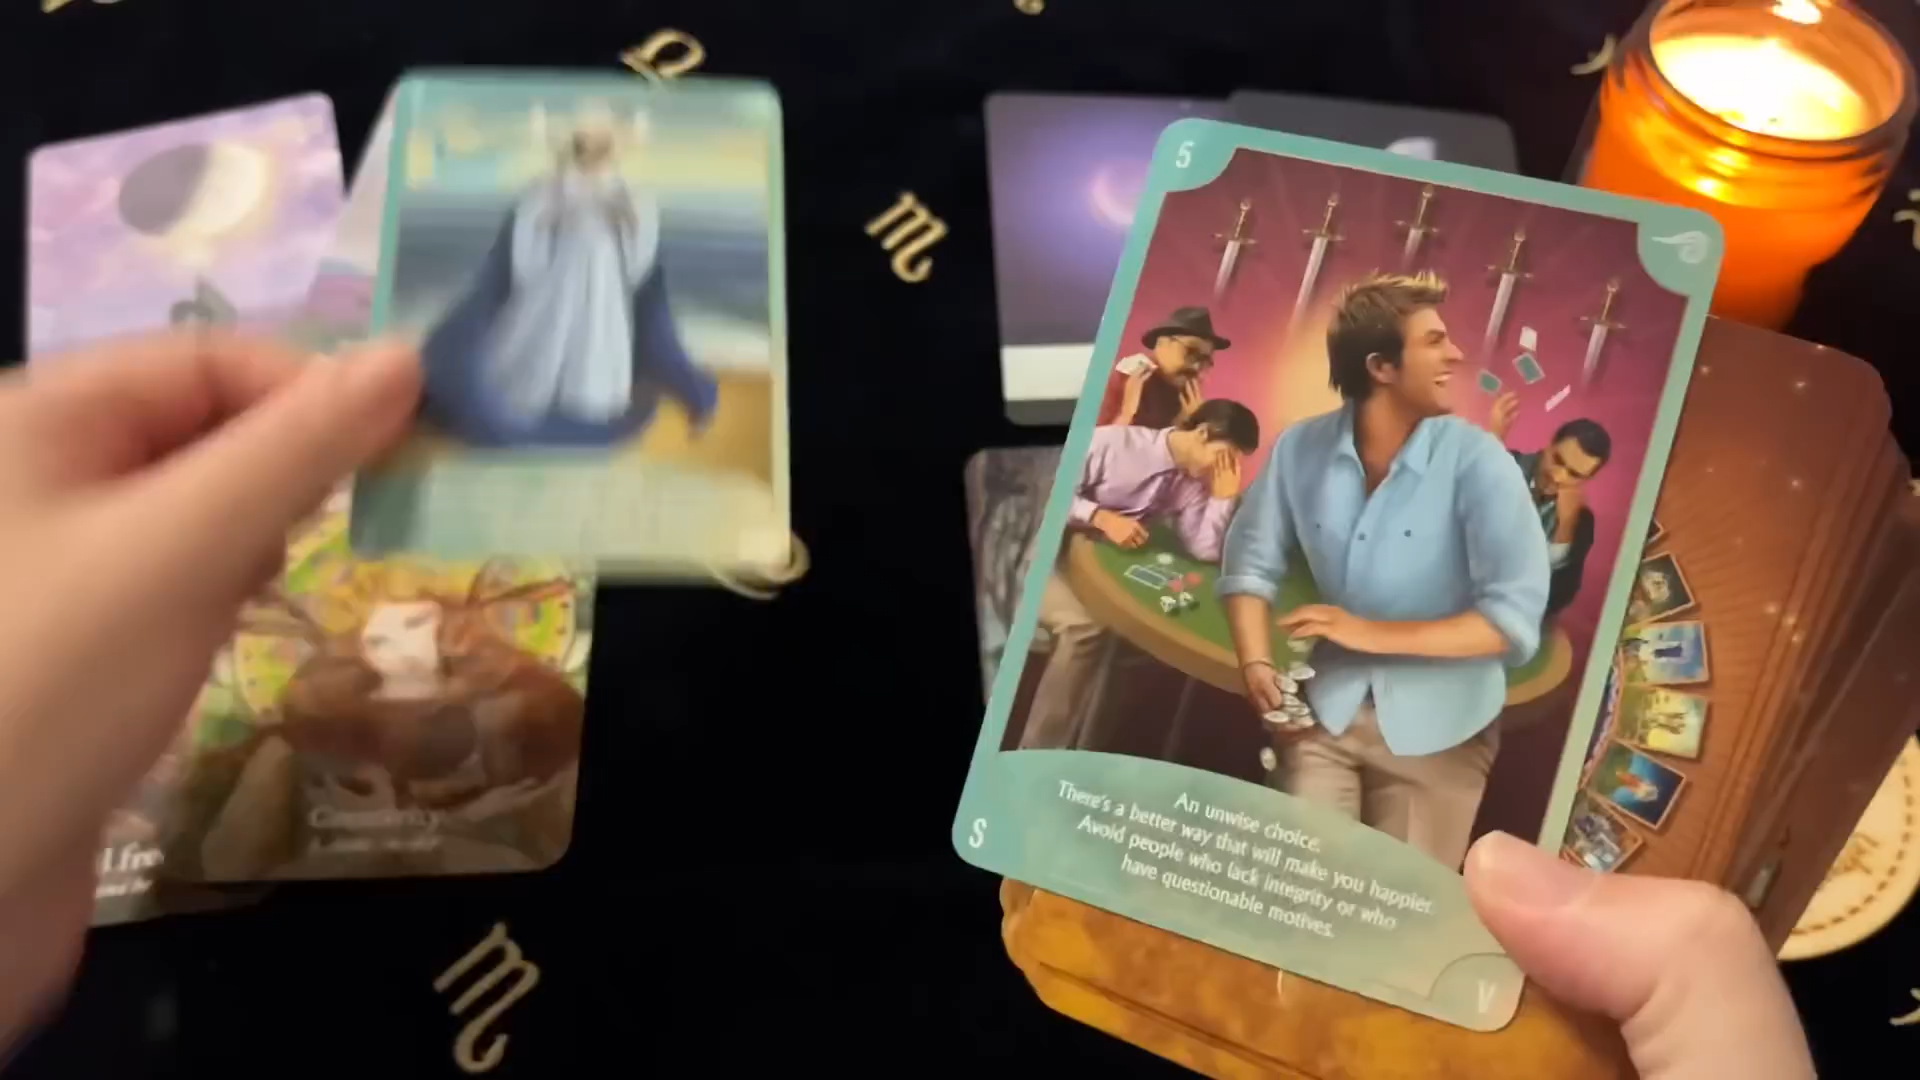 5
An unwise choice.
There's a better way that will make you happier.
Avoid people who lack integrity or who
have questionable motives.
S
V